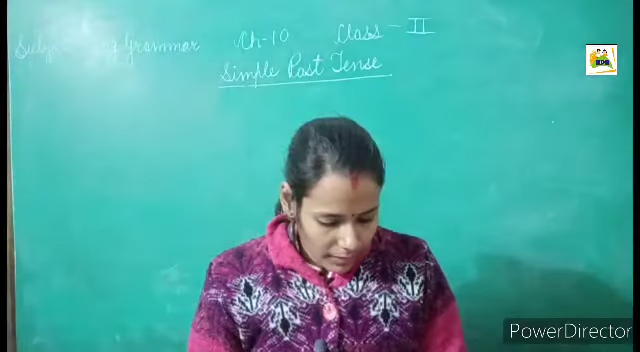 Ch-10 Class - II
Grammar
Simple Past Tense
PowerDirector